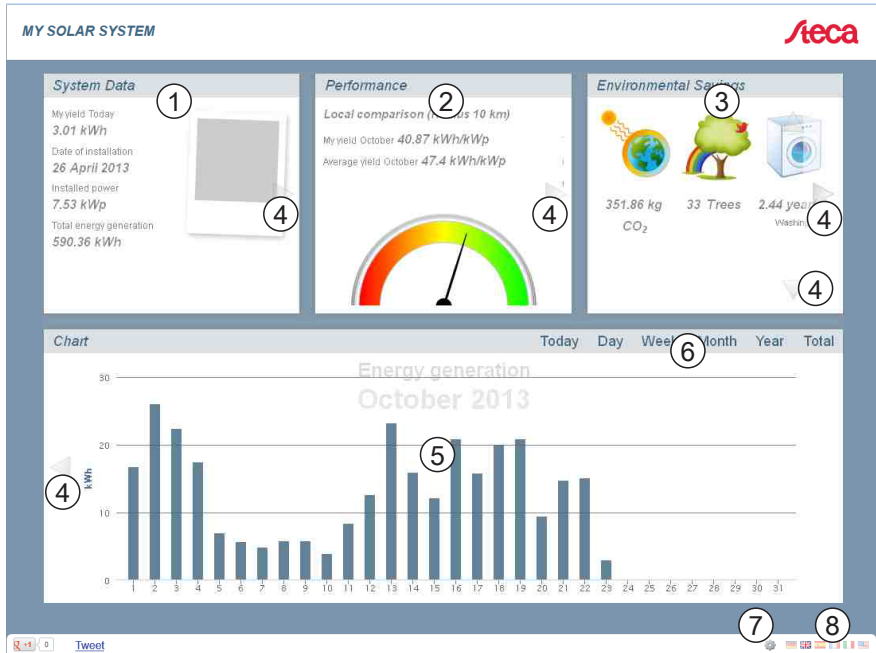 MY SOLAR SYSTEM
Steca
System Data
1
My yield Today
3.01 kWh
Date of installation
26 April 2013
Installed power
7.53 kWp
Total energy generation
590.36 kWh
4
Performance
2
Local comparison 10 km)
My yield October 40.87 kWh/kWp
Average yield October 47.4 kWh/kWp
4
Environmental Savings
3
351.86 kg
CO₂
33 Trees
2.44
4
4
Chart
Today Day Month Year Total
6
Energy generation
October 2013
30
20
10
0
kWh
4
5
1 2 3 4 5 6 7 8 9 10 11 12 13 14 15 16 17 18 19 20 21 22 23 24 25 26 27 28 29 30 31
7
8
+1 0 Tweet